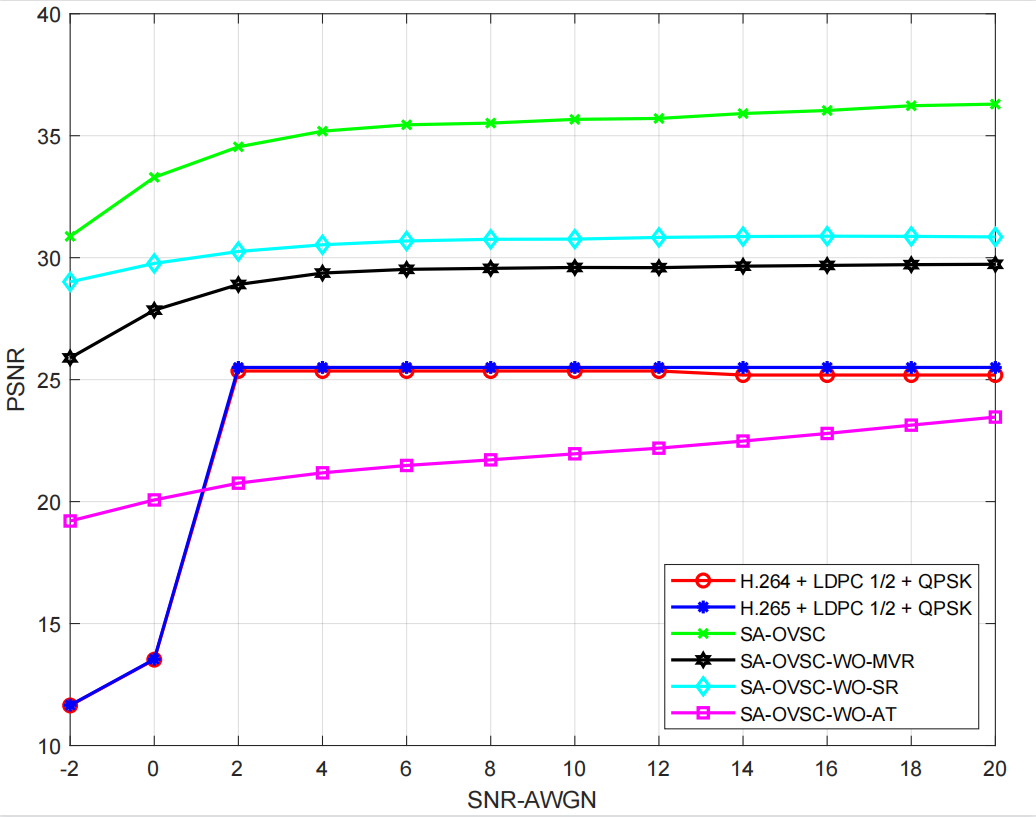 40
35
30
25
20
15
10
PSNR
-2 0 2 4 6 8 10 12 14 16 18 20
SNR-AWGN
H.264 + LDPC 1/2 + QPSK
H.265 + LDPC 1/2 + QPSK
SA-OVSC
SA-OVSC-WO-MVR
SA-OVSC-WO-SR
SA-OVSC-WO-AT